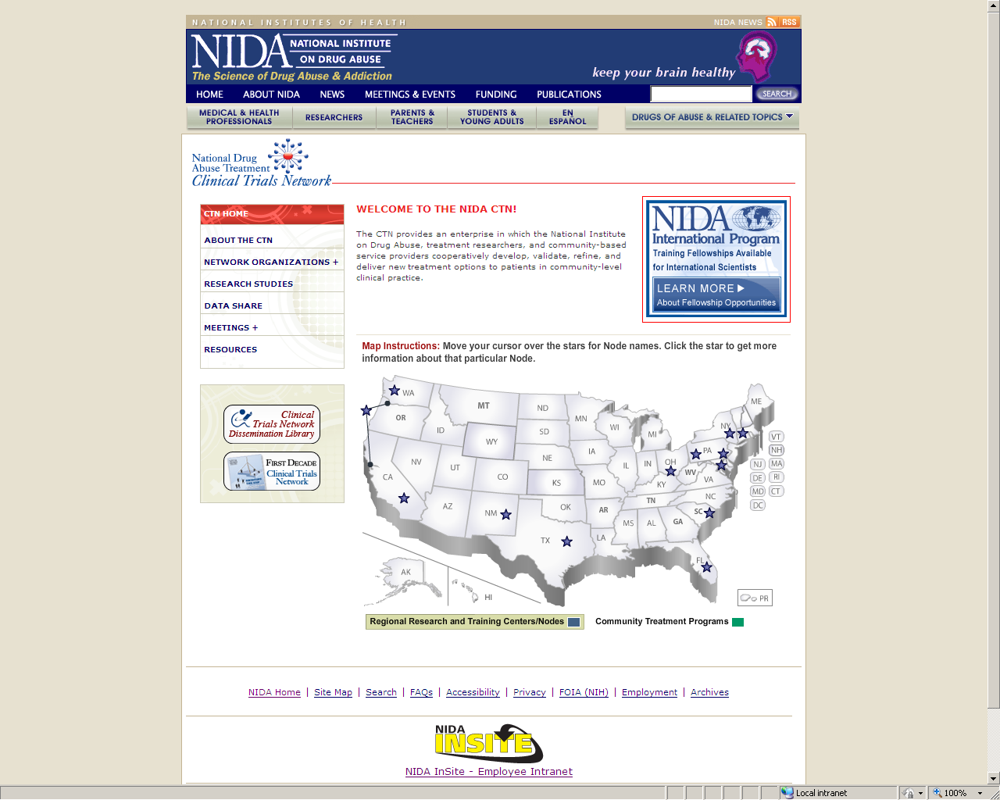 NATIONAL INSTITUTES OF HEALTH
NIDA NEWS RSS
NIDA NATIONAL INSTITUTE
ON DRUG ABUSE
The Science of Drug Abuse & Addiction
keep your brain healthy
HOME ABOUT NIDA NEWS MEETINGS & EVENTS FUNDING PUBLICATIONS SEARCH
MEDICAL & HEALTH
PROFESSIONALS
RESEARCHERS
PARENTS &
TEACHERS
STUDENTS &
YOUNG ADULTS
EN
ESPAÑOL
DRUGS OF ABUSE & RELATED TOPICS
National Drug
Abuse Treatment
Clinical Trials Network
CTN HOME
ABOUT THE CTN
NETWORK ORGANIZATIONS +
RESEARCH STUDIES
DATA SHARE
MEETINGS +
RESOURCES
Clinical
Trials Network
Dissemination Library
FIRST DECADE
Clinical Trials
Network
WELCOME TO THE NIDA CTN!
The CTN provides an enterprise in which the National Institute
on Drug Abuse, treatment researchers, and community-based
service providers cooperatively develop, validate, refine, and
deliver new treatment options to patients in community-level
clinical practice.
NIDA
International Program
Training Fellowships Available
for International Scientists
LEARN MORE
About Fellowship Opportunities
Map Instructions: Move your cursor over the stars for Node names. Click the star to get more
information about that particular Node.
WA
OR
MT
ID
WY
ND
SD
NE
KS
MN
WI
MI
IA
IL
IN
OH
PA
NY
ME
NV
UT
CO
CA
AZ
NM
OK
TX
MO
AR
LA
KY
TN
MS
AL
GA
WV
VA
NC
SC
FL
AK
HI
PR
VT
NH
NJ
MA
DE
RI
MD
CT
DC
Regional Research and Training Centers/Nodes
Community Treatment Programs
NIDA Home | Site Map | Search | FAQs | Accessibility | Privacy | FOIA (NIH) | Employment | Archives
NIDA
INSITE
NIDA InSite - Employee Intranet
Local intranet
100%